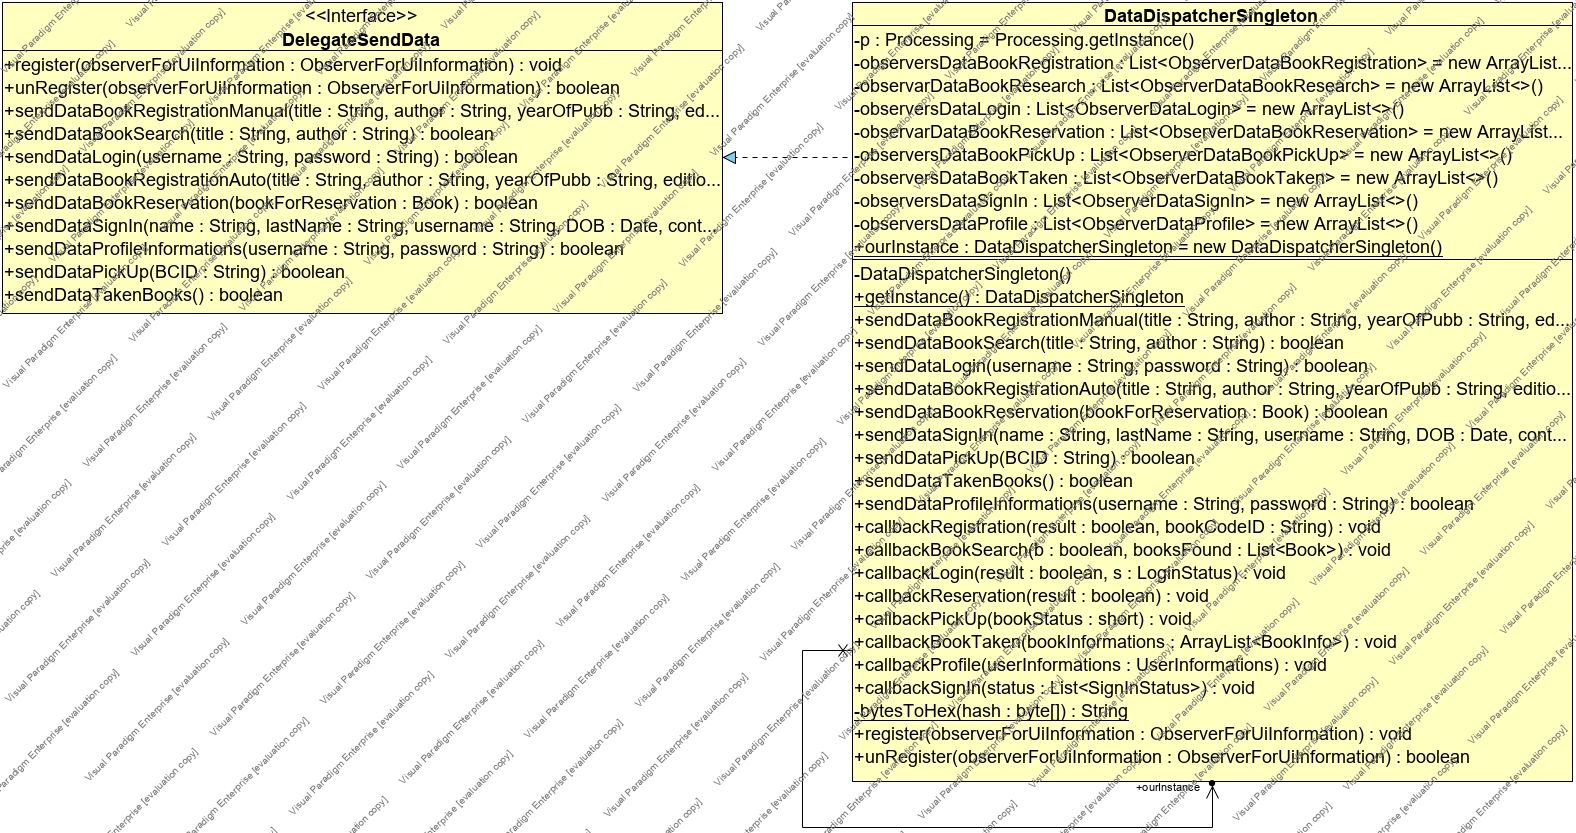 <<Interface>>
DelegateSendData
+register(observerForUiInformation : ObserverForUiInformation) : void
+unRegister(observerForUiInformation : ObserverForUiInformation) : boolean
+sendDataBookRegistrationManual(title : String, author : String, yearOfPubb : String, ed...
+sendDataBookSearch(title : String, author : String) : boolean
+sendDataLogin(username : String, password : String) : boolean
+sendDataBookRegistrationAuto(title : String, author : String, yearOfPubb : String, editio...
+sendDataBookReservation(bookForReservation : Book) : boolean
+sendDataSignIn(name : String, lastName : String, username : String, DOB : Date, cont...
+sendDataProfileInformations(username : String, password : String) : boolean
+sendDataPickUp(BCID : String) : boolean
+sendDataTakenBooks() : boolean
DataDispatcherSingleton
-p : Processing = Processing.getInstance()
-observersDataBookRegistration : List<ObserverDataBookRegistration> = new ArrayList...
-observarDataBookResearch : List<ObserverDataBookResearch> = new ArrayList<>()
-observersDataLogin : List<ObserverDataLogin> = new ArrayList<>()
-observarDataBookReservation : List<ObserverDataBookReservation> = new ArrayList...
-observersDataBookPickUp : List<ObserverDataBookPickUp> = new ArrayList<>()
-observersDataBookTaken : List<ObserverDataBookTaken> = new ArrayList<>()
-observersDataSignIn : List<ObserverDataSignIn> = new ArrayList<>()
-observersDataProfile : List<ObserverDataProfile> = new ArrayList<>()
+ourInstance : DataDispatcherSingleton = new DataDispatcherSingleton()
-DataDispatcherSingleton()
+getInstance() : DataDispatcherSingleton
+sendDataBookRegistrationManual(title : String, author : String, yearOfPubb : String, ed...
+sendDataBookSearch(title : String, author : String) : boolean
+sendDataLogin(username : String, password : String) : boolean
+sendDataBookRegistrationAuto(title : String, author : String, yearOfPubb : String, editio...
+sendDataBookReservation(bookForReservation : Book) : boolean
+sendDataSignIn(name : String, lastName : String, username : String, DOB : Date, cont...
+sendDataPickUp(BCID : String) : boolean
+sendDataTakenBooks() : boolean
+sendDataProfileInformations(username : String, password : String) : boolean
+callbackRegistration(result : boolean, bookCodeID : String) : void
+callbackBookSearch(b : boolean, booksFound : List<Book>) : void
+callbackLogin(result : boolean, s : LoginStatus) : void
+callbackReservation(result : boolean) : void
+callbackPickUp(bookStatus : short) : void
+callbackBookTaken(bookInformations : ArrayList<BookInfo>) : void
+callbackProfile(userInformations : UserInformations) : void
+callbackSignIn(status : List<SignInStatus>) : void
-bytesToHex(hash : byte[]) : String
+register(observerForUiInformation : ObserverForUiInformation) : void
+unRegister(observerForUiInformation : ObserverForUiInformation) : boolean
+ourInstance
Visual Paradigm Enterprise [evaluation copy]